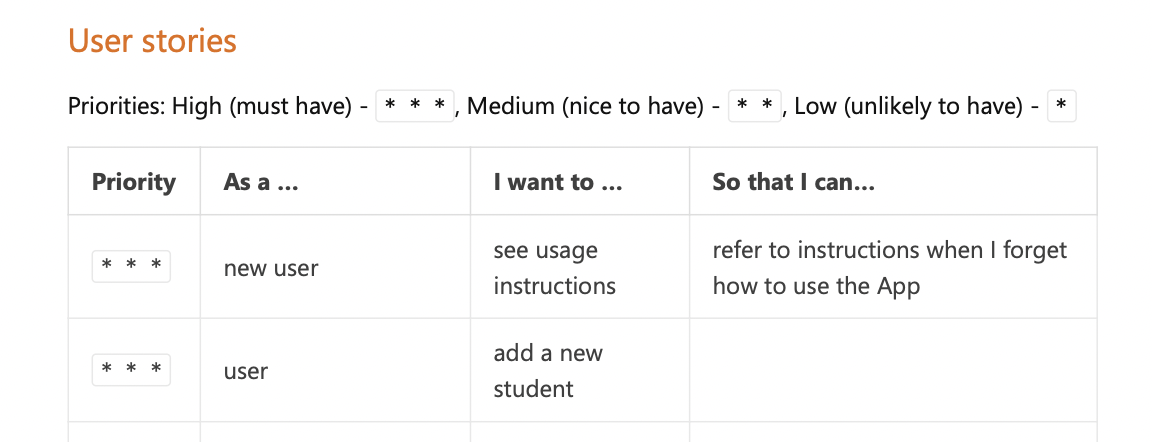 User stories
Priorities: High (must have) - * * *, Medium (nice to have) - * *, Low (unlikely to have) - *
Priority As a ... I want to ... So that I can...
* * * new user see usage instructions refer to instructions when I forget how to use the App
* * * user add a new student